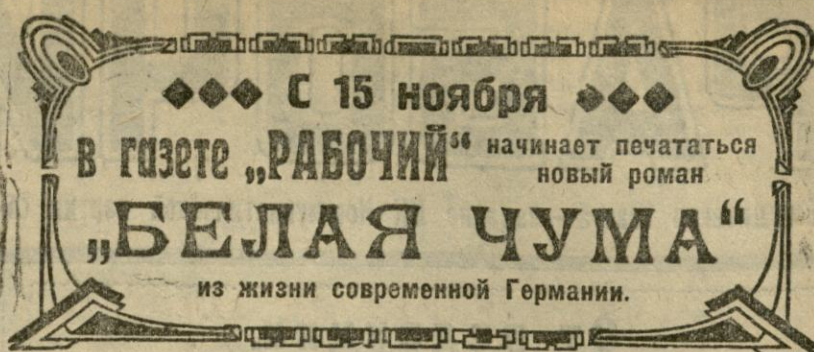 С 15 ноября
в газете „РАБОЧИЙ“ начинает печататься
новый роман
„БЕЛАЯ ЧУМА“
из жизни современной Германии.